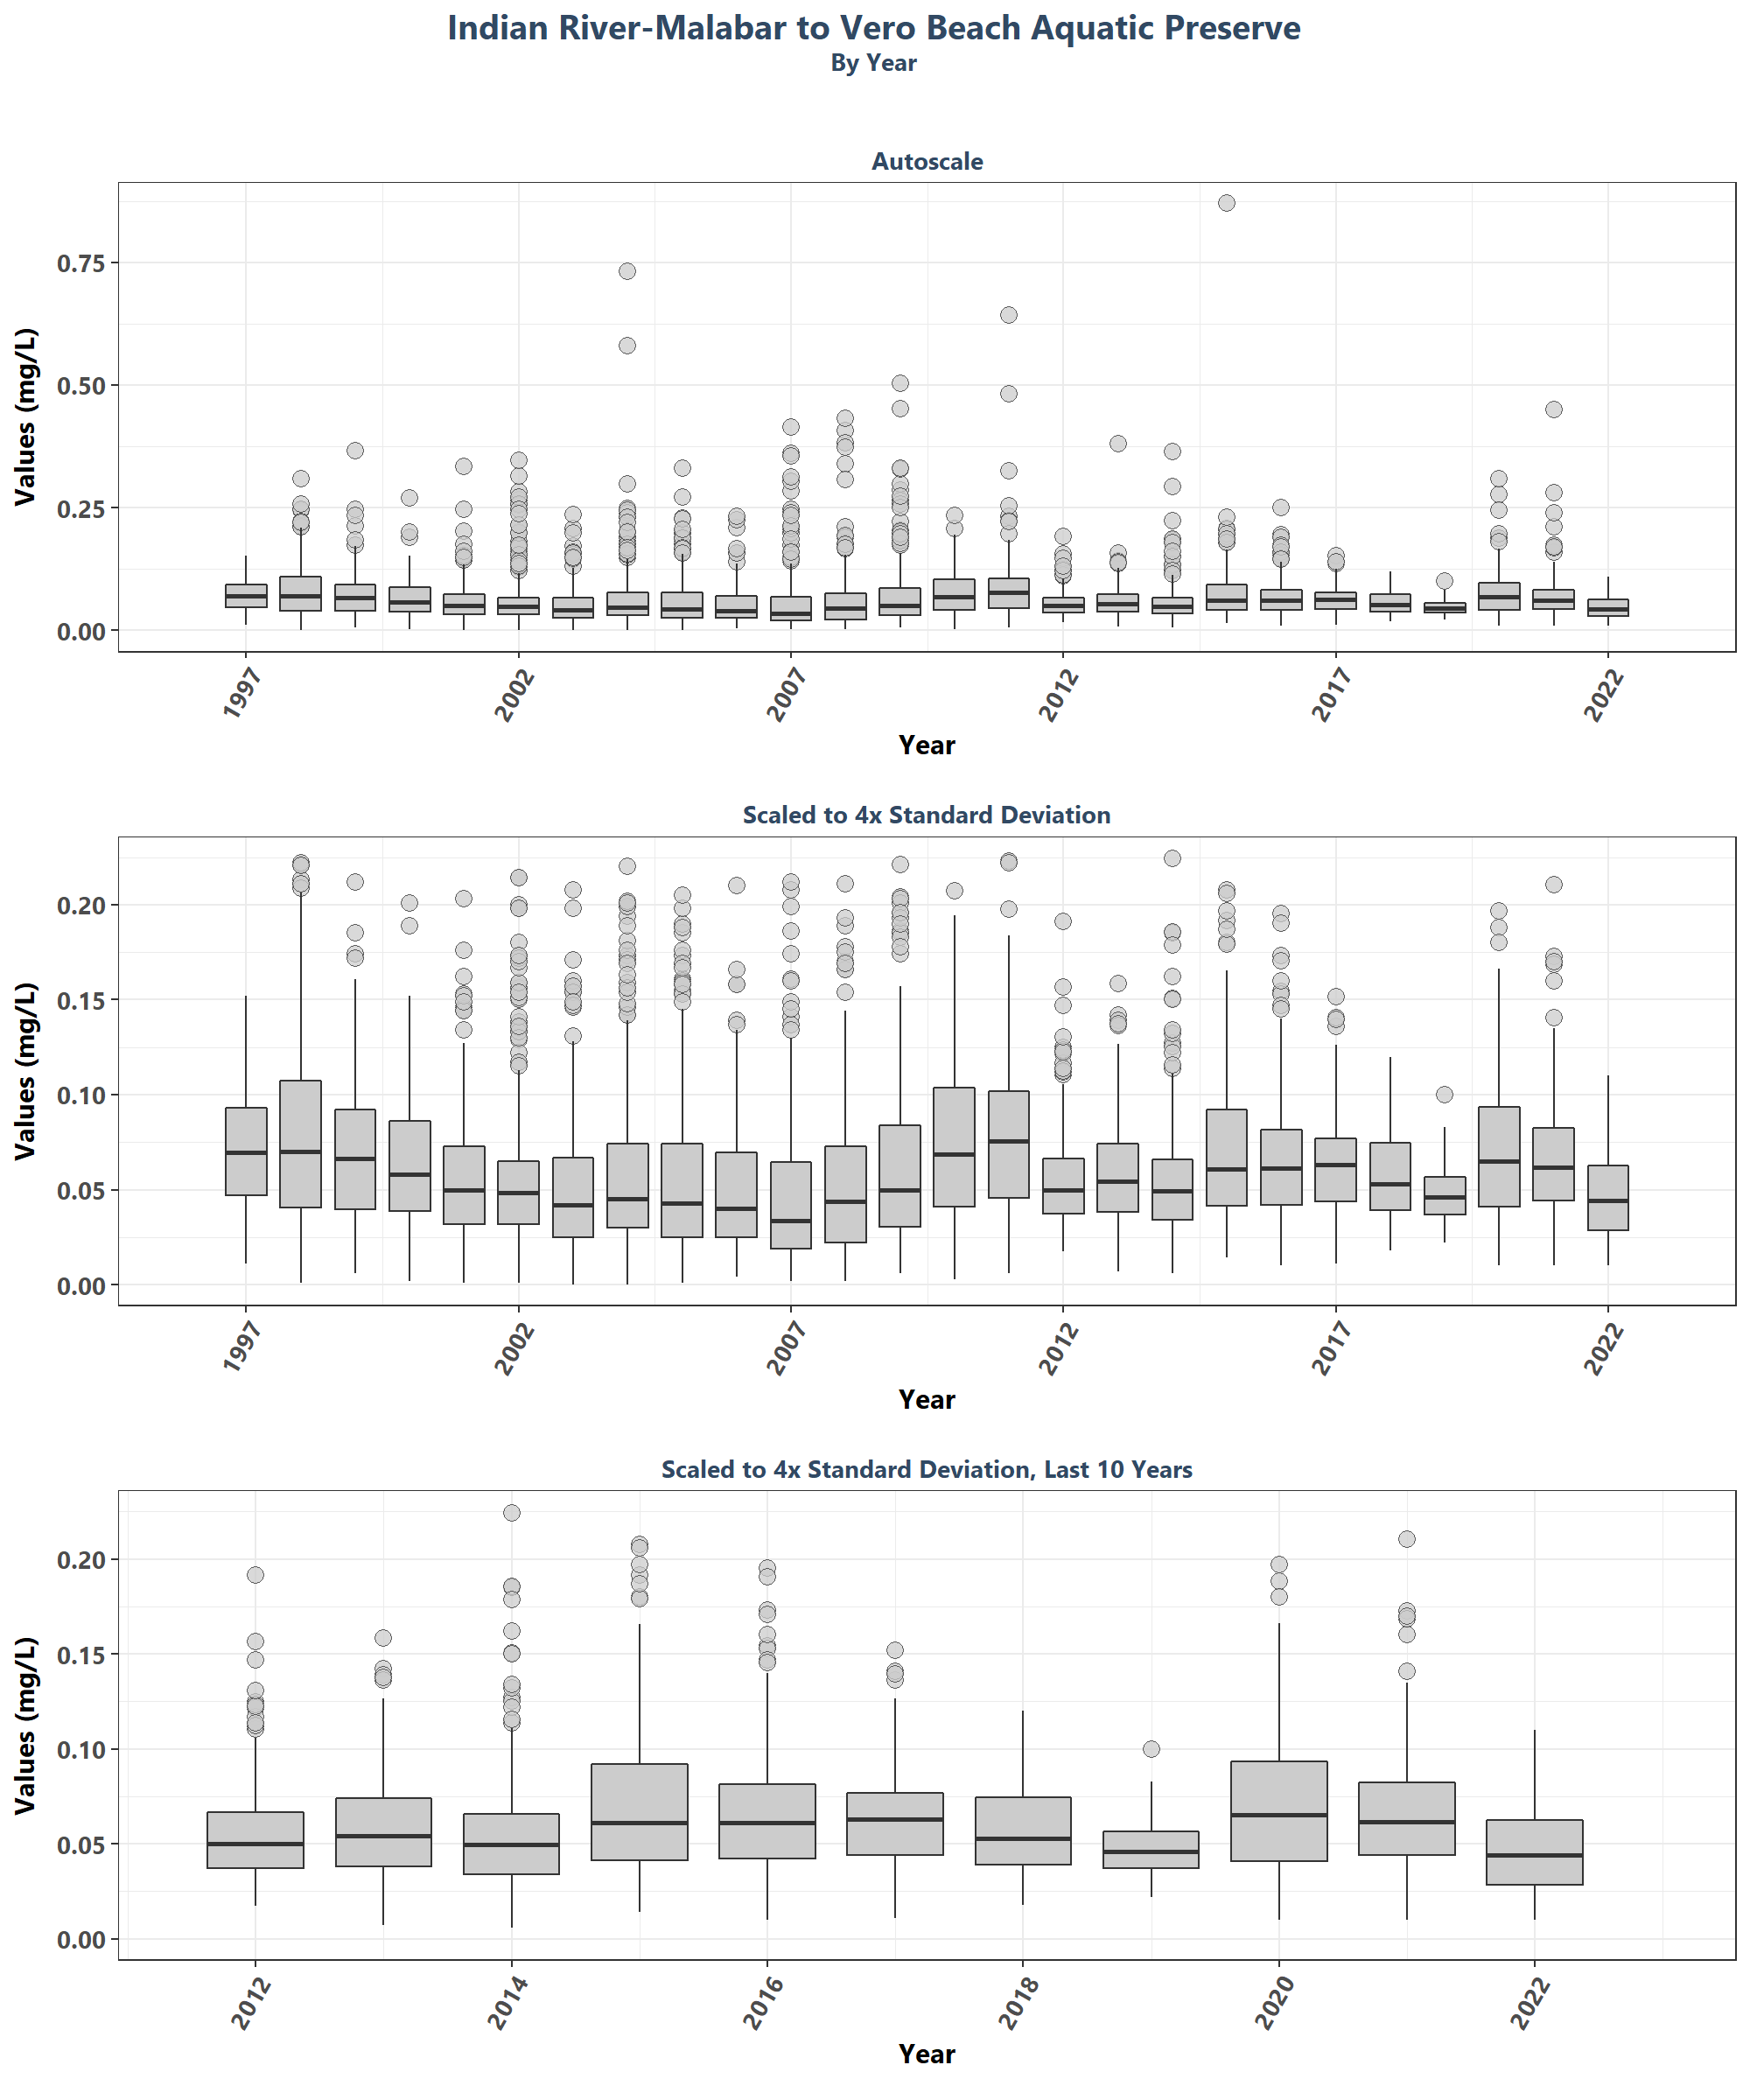 Indian River-Malabar to Vero Beach Aquatic Preserve
By Year
Autoscale
Values (mg/L)
0.75
0.50
0.25
0.00
1997
2002
2007
2012
2017
2022
Year
Scaled to 4x Standard Deviation
Values (mg/L)
0.20
0.15
0.10
0.05
0.00
1997
2002
2007
2012
2017
2022
Year
Scaled to 4x Standard Deviation, Last 10 Years
Values (mg/L)
0.20
0.15
0.10
0.05
0.00
2012
2014
2016
2018
2020
2022
Year